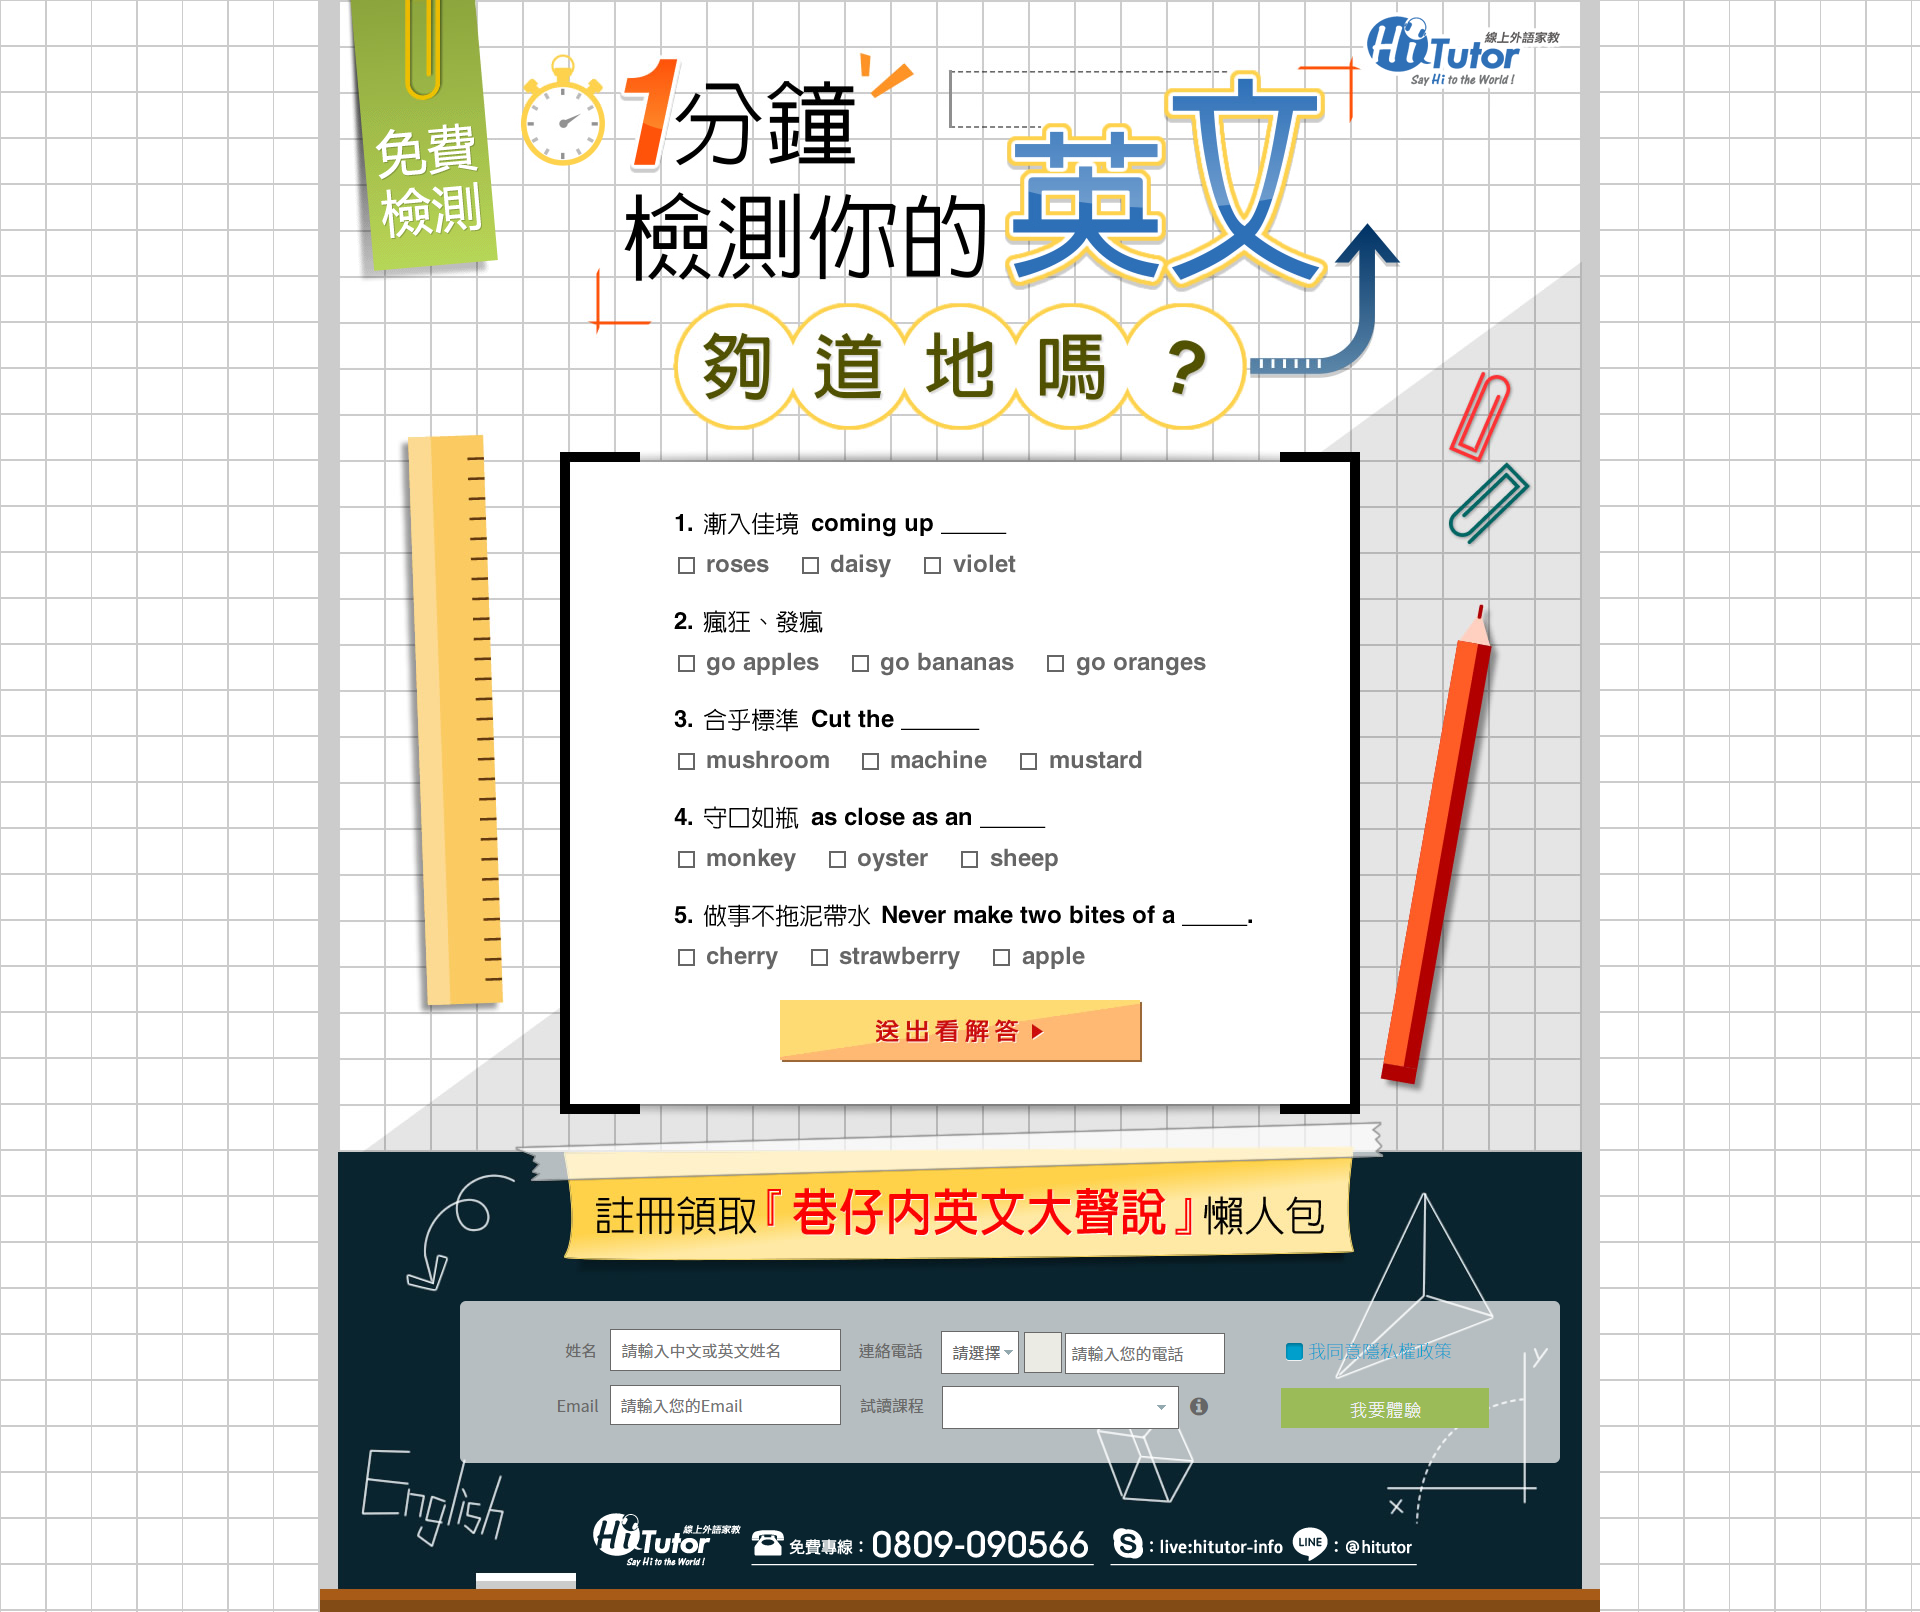 免費
檢測
線上外語家教
HiTutor
Say Hi to the World !
1分鐘
檢測你的英文
夠道地嗎?
1. 漸入佳境 coming up _____
roses daisy violet
2. 瘋狂、發瘋
go apples go bananas go oranges
3. 合乎標準 Cut the ______
mushroom machine mustard
4. 守口如瓶 as close as an _____
monkey oyster sheep
5. 做事不拖泥帶水 Never make two bites of a _____.
cherry strawberry apple
送出看解答
註冊領取『巷仔內英文大聲說』懶人包
姓名 請輸入中文或英文姓名 連絡電話 請選擇 請輸入您的電話 我同意隱私權政策
Email 請輸入您的Email 試讀課程 我要體驗
y
x
English
線上外語家教
HiTutor
Say Hi to the World !
免費專線：0809-090566 S：live:hitutor-info LINE：@hitutor